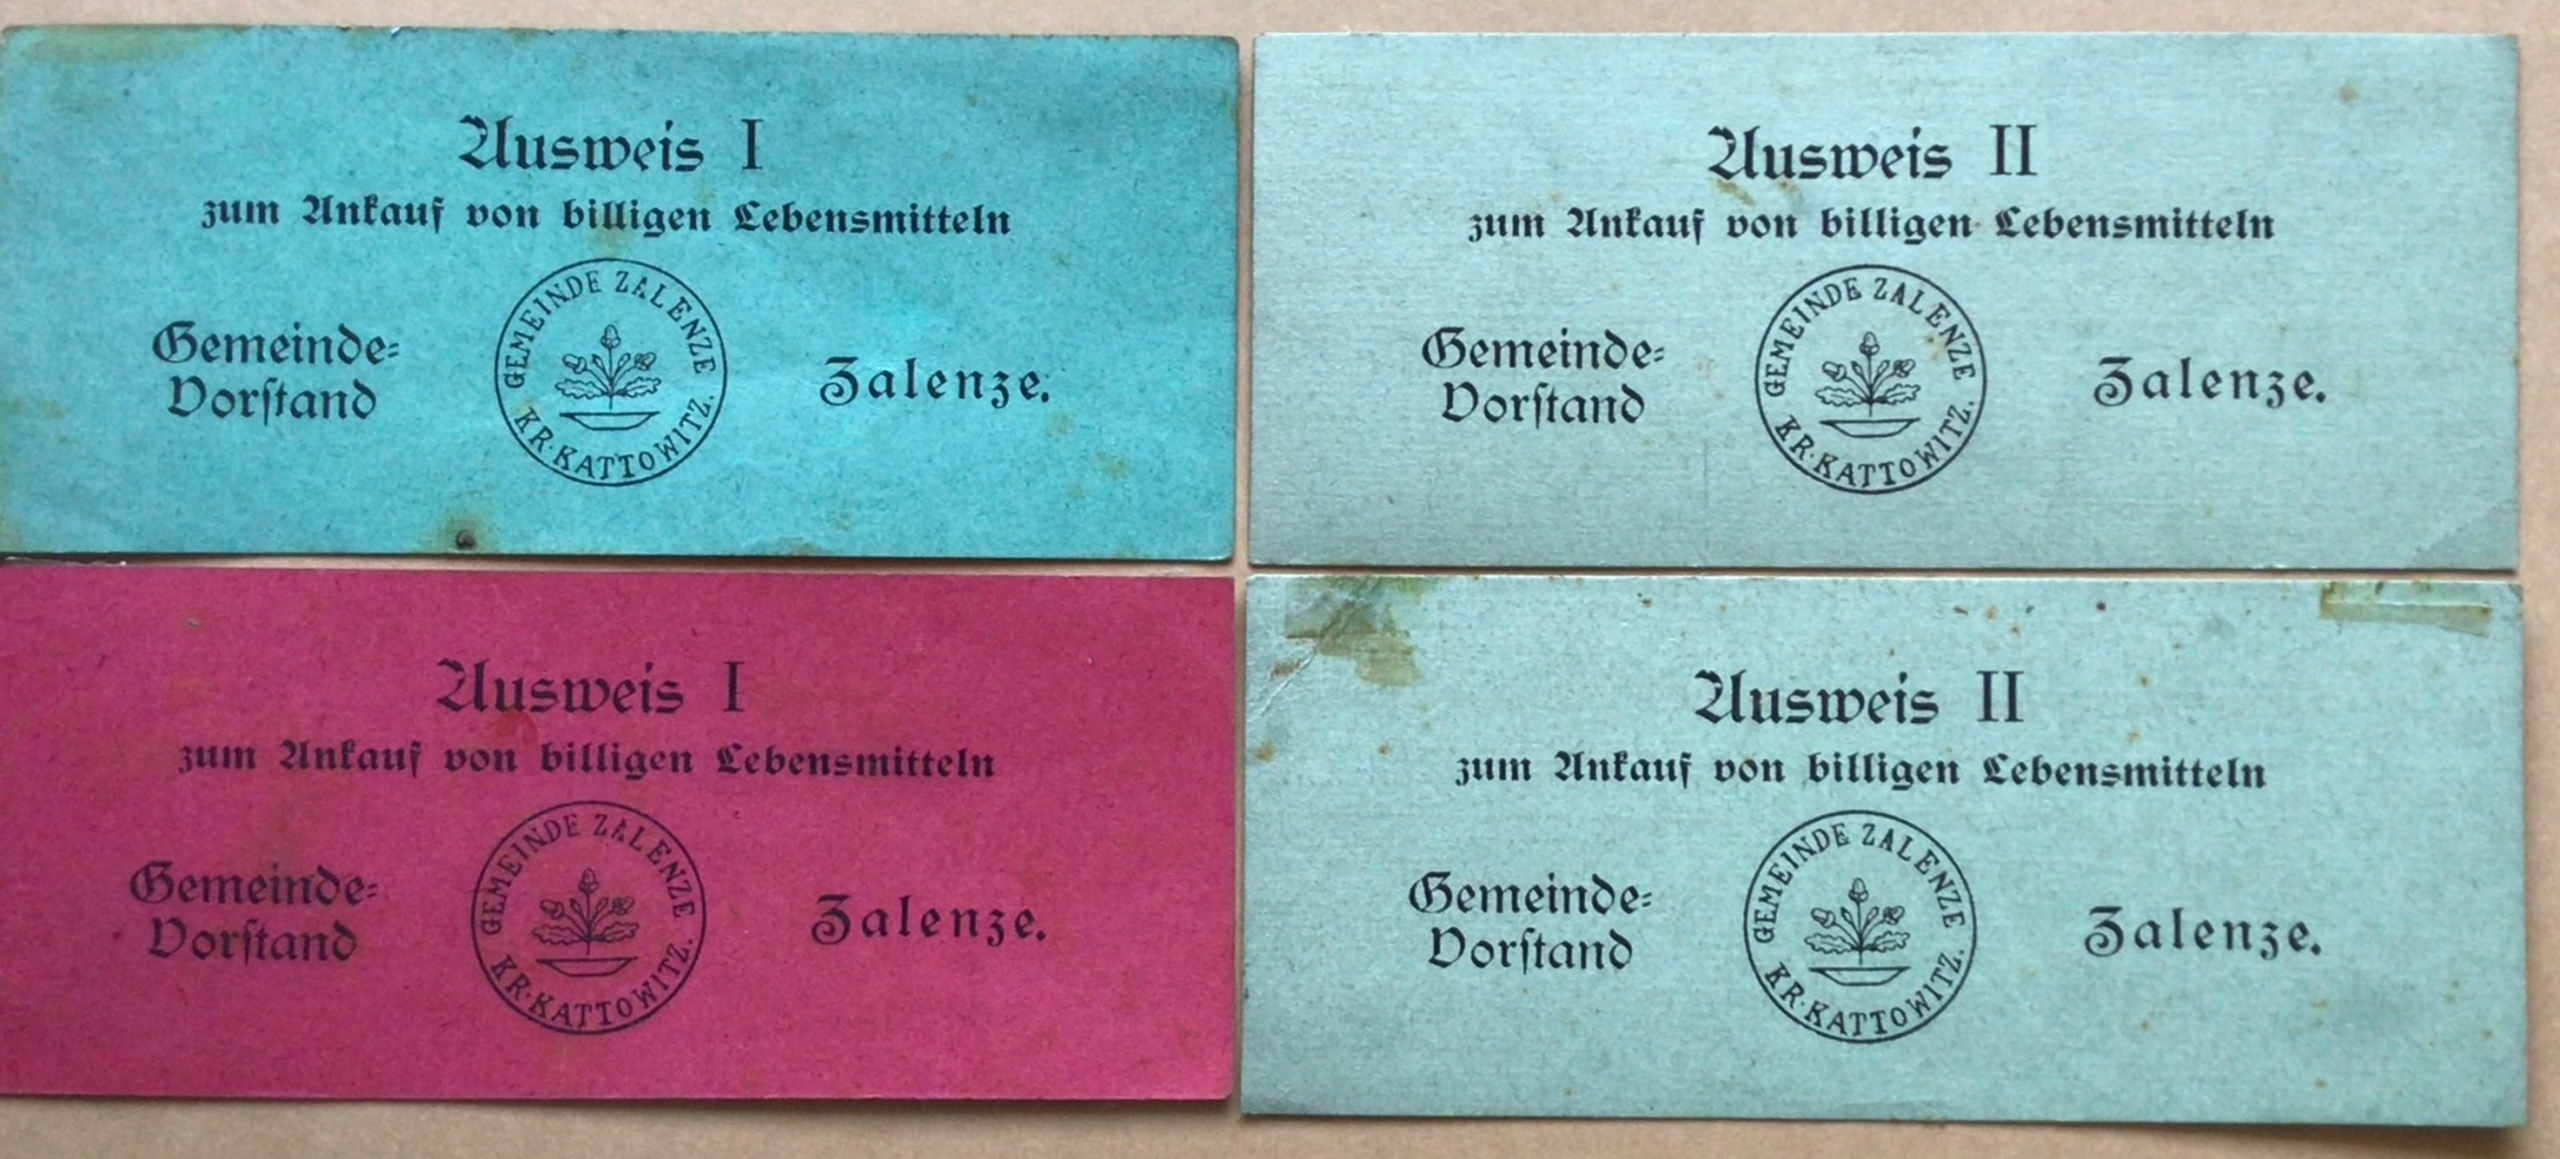 Ausweis I
zum Ankauf von billigen Lebensmitteln
Gemeinde-
Vorſtand
GEMEINDE ZALENZE
KR. KATTOWITZ.
Zalenze.
Ausweis II
zum Ankauf von billigen Lebensmitteln
Gemeinde-
Vorſtand
GEMEINDE ZALENZE
KR. KATTOWITZ.
Zalenze.
Ausweis I
zum Ankauf von billigen Lebensmitteln
Gemeinde-
Vorſtand
GEMEINDE ZALENZE
KR. KATTOWITZ.
Zalenze.
Ausweis II
zum Ankauf von billigen Lebensmitteln
Gemeinde-
Vorſtand
GEMEINDE ZALENZE
KR. KATTOWITZ.
Zalenze.